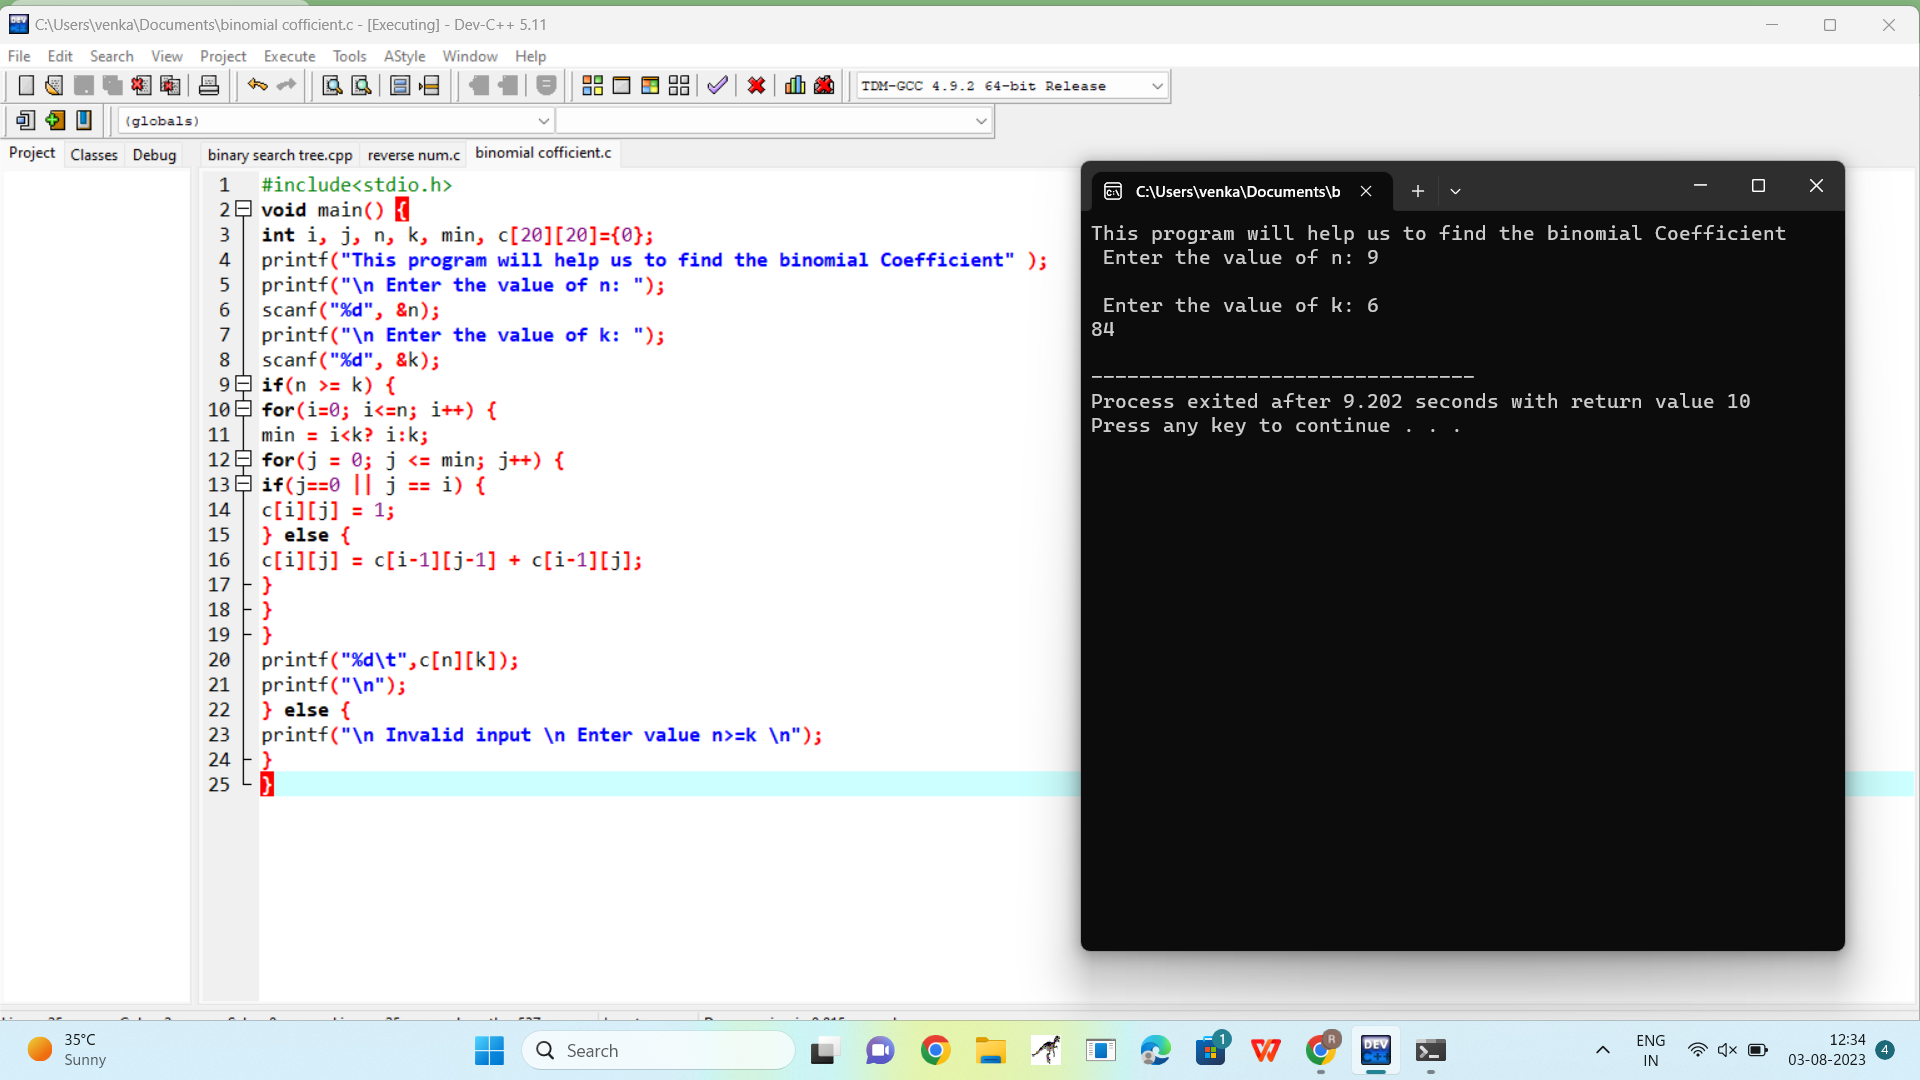 C:\Users\venka\Documents\binomial cofficient.c - [Executing] - Dev-C++ 5.11
File Edit Search View Project Execute Tools AStyle Window Help
TDM-GCC 4.9.2 64-bit Release
(globals)
Project Classes Debug
binary search tree.cpp reverse num.c binomial cofficient.c
1 #include<stdio.h>
2 void main() {
3 int i, j, n, k, min, c[20][20]={0};
4 printf("This program will help us to find the binomial Coefficient" );
5 printf("\n Enter the value of n: ");
6 scanf("%d", &n);
7 printf("\n Enter the value of k: ");
8 scanf("%d", &k);
9 if(n >= k) {
10 for(i=0; i<=n; i++) {
11 min = i<k? i:k;
12 for(j = 0; j <= min; j++) {
13 if(j==0 || j == i) {
14 c[i][j] = 1;
15 } else {
16 c[i][j] = c[i-1][j-1] + c[i-1][j];
17 }
18 }
19 }
20 printf("%d\t",c[n][k]);
21 printf("\n");
22 } else {
23 printf("\n Invalid input \n Enter value n>=k \n");
24 }
25 }
C:\Users\venka\Documents\b
This program will help us to find the binomial Coefficient
Enter the value of n: 9
Enter the value of k: 6
84
--------------------------------
Process exited after 9.202 seconds with return value 10
Press any key to continue . . .
35°C
Sunny
Search
1
R
DEV
C++
ENG
IN
12:34
03-08-2023
4